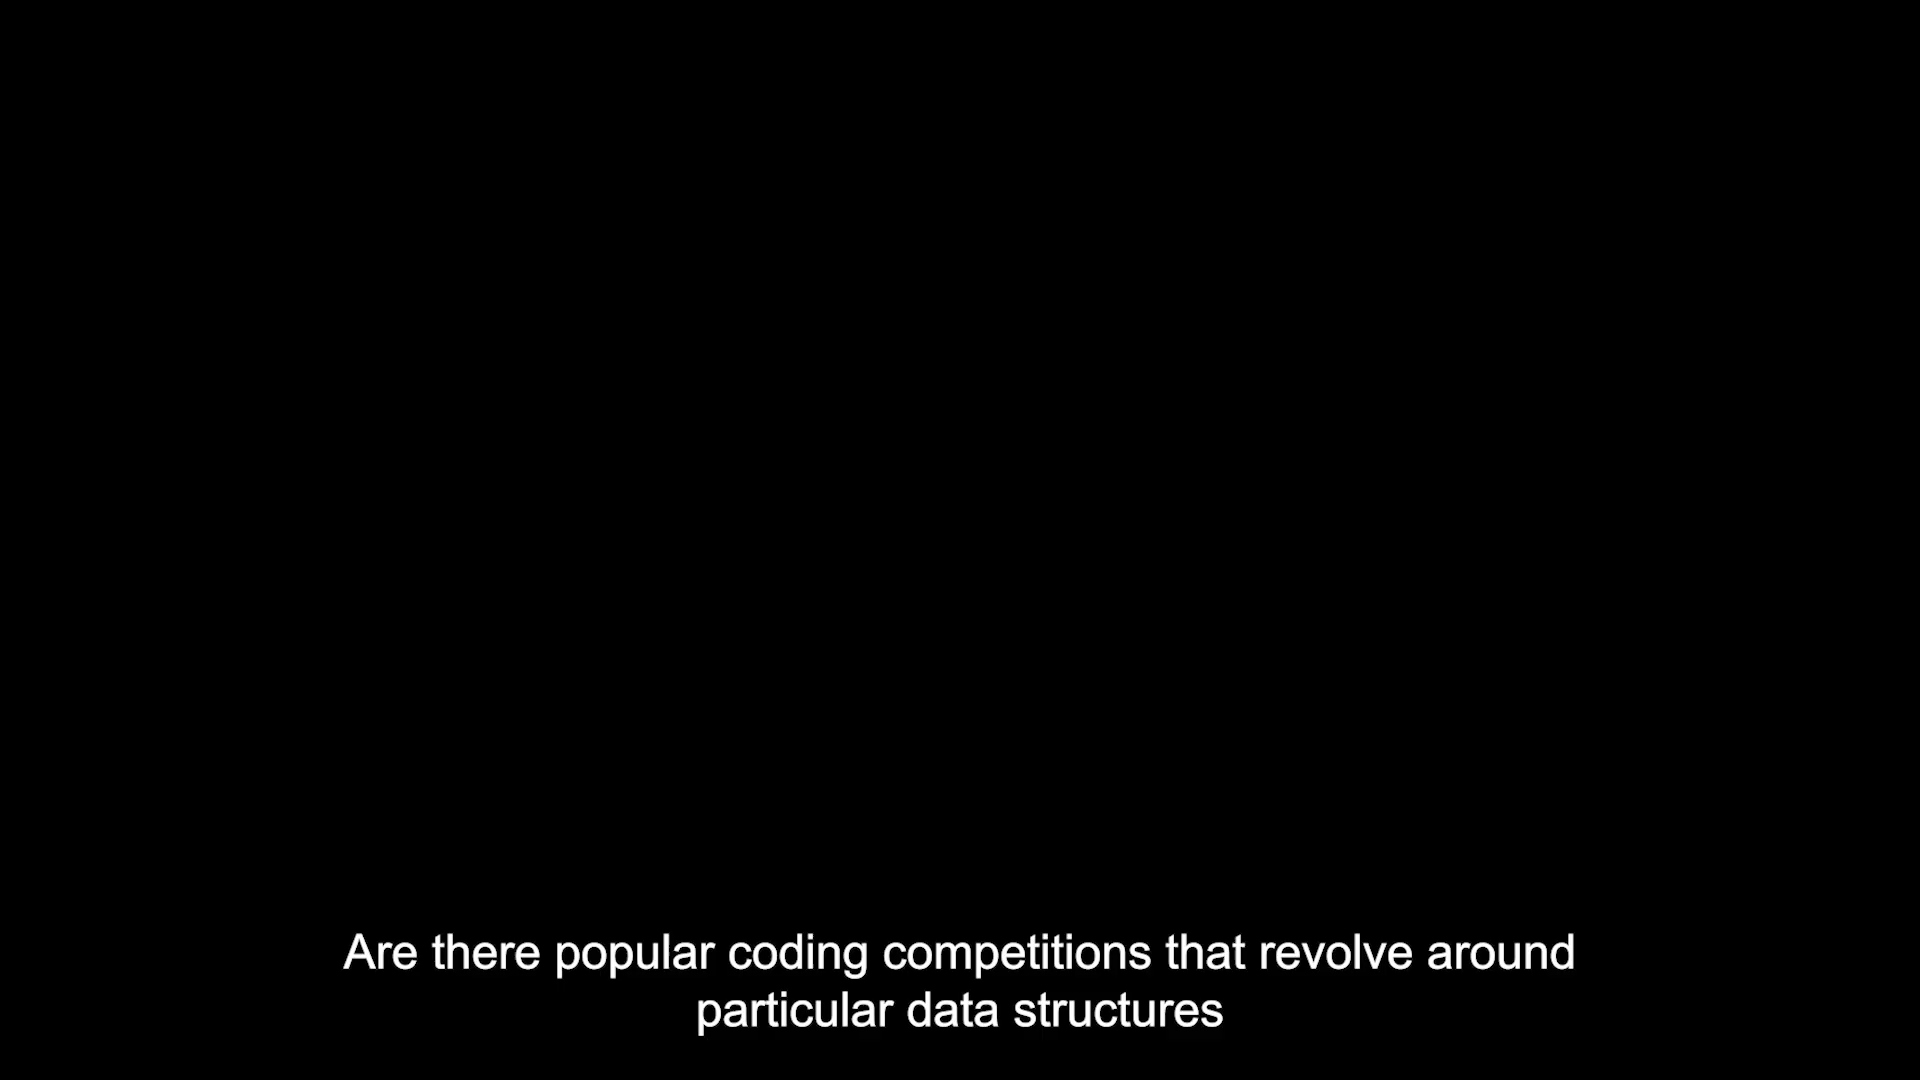 Are there popular coding competitions that revolve around
particular data structures